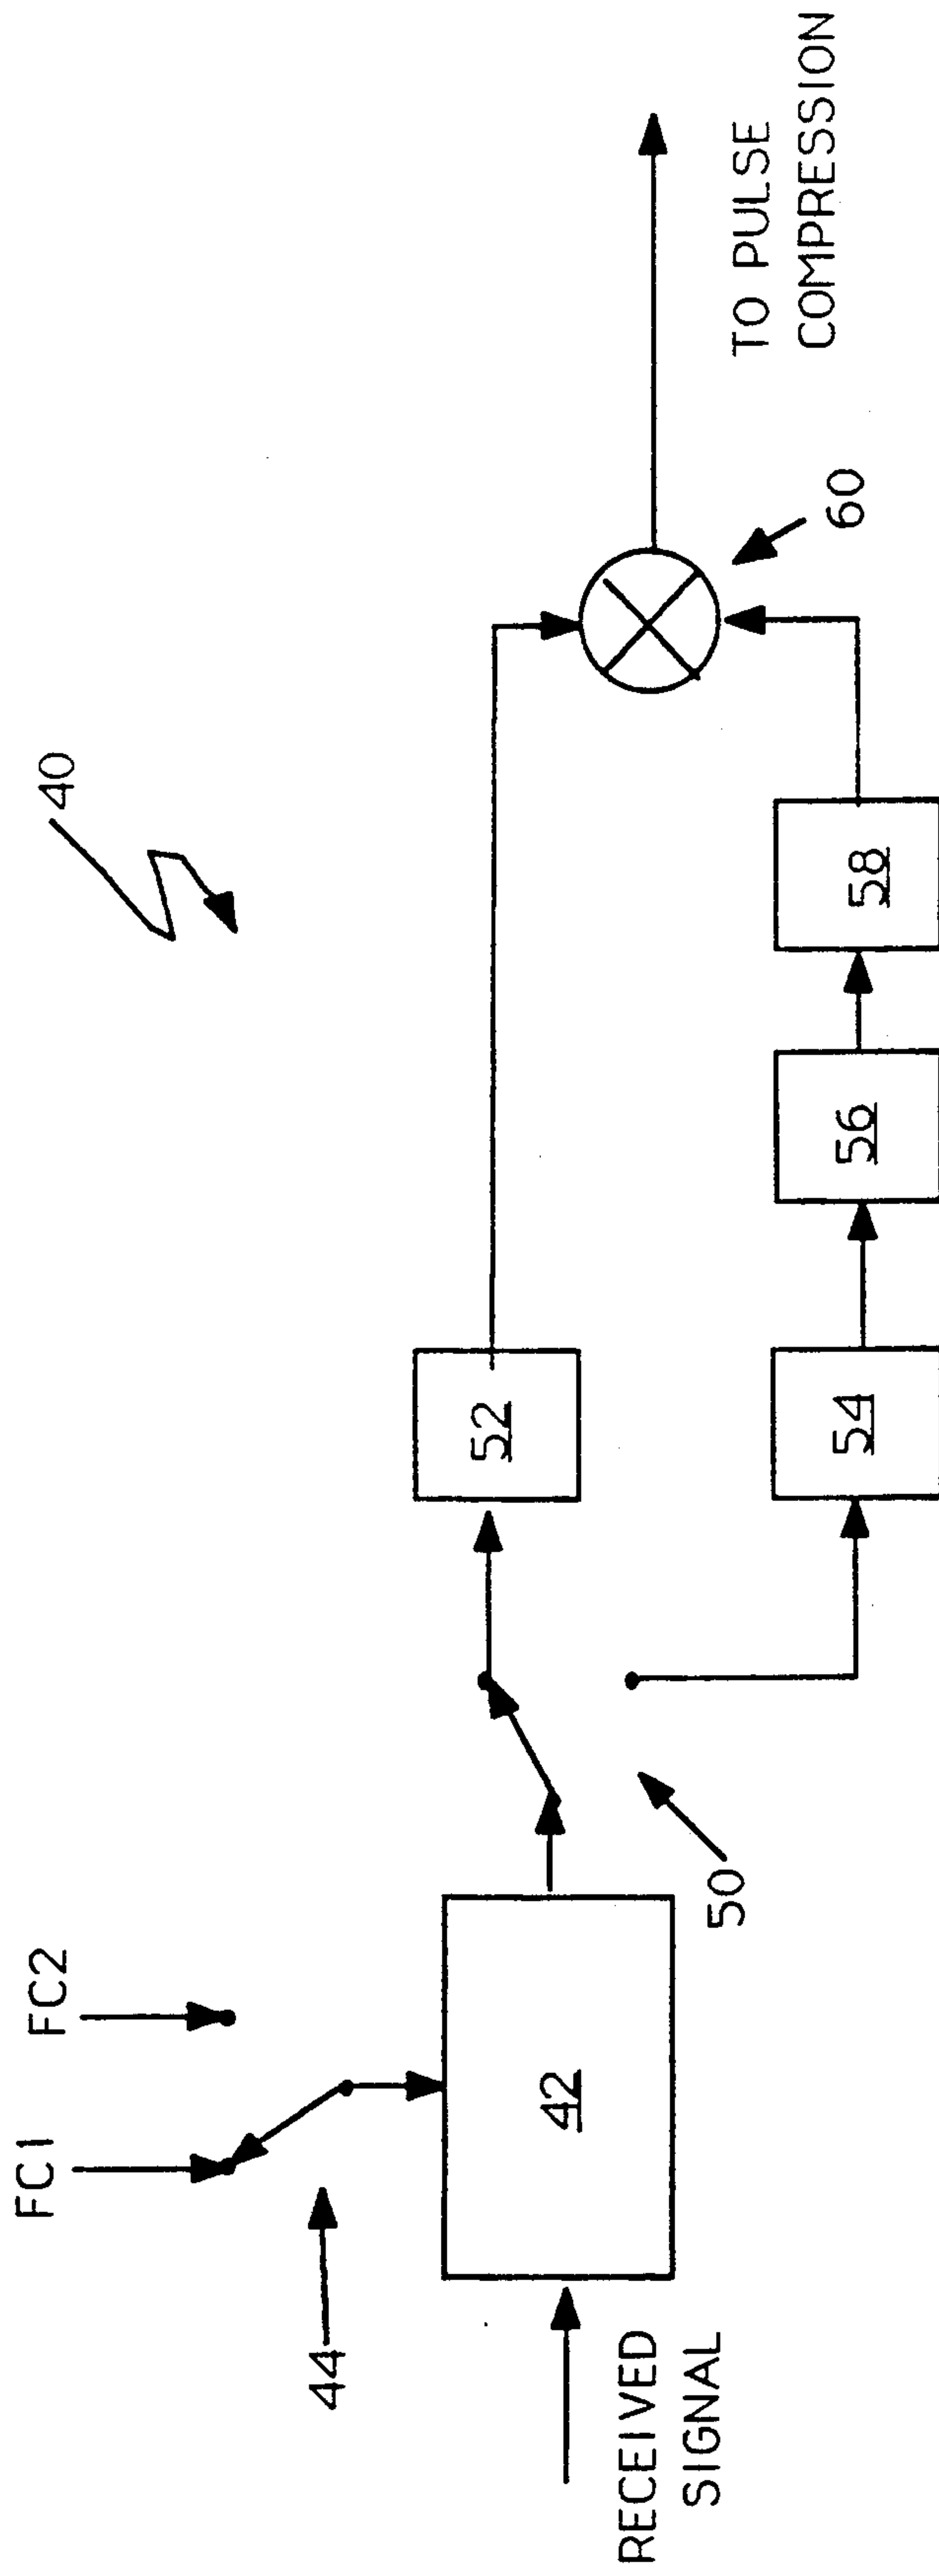 40
FC1
FC2
44
42
RECEIVED
SIGNAL
50
52
54
56
58
60
TO PULSE
COMPRESSION